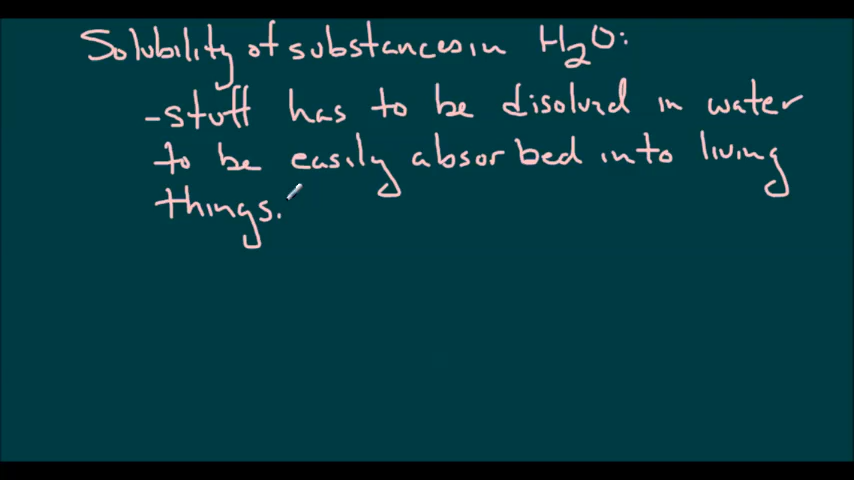 Solubility of substances in H₂O:
-stuff has to be disolved in water
to be easily absorbed into living
things.